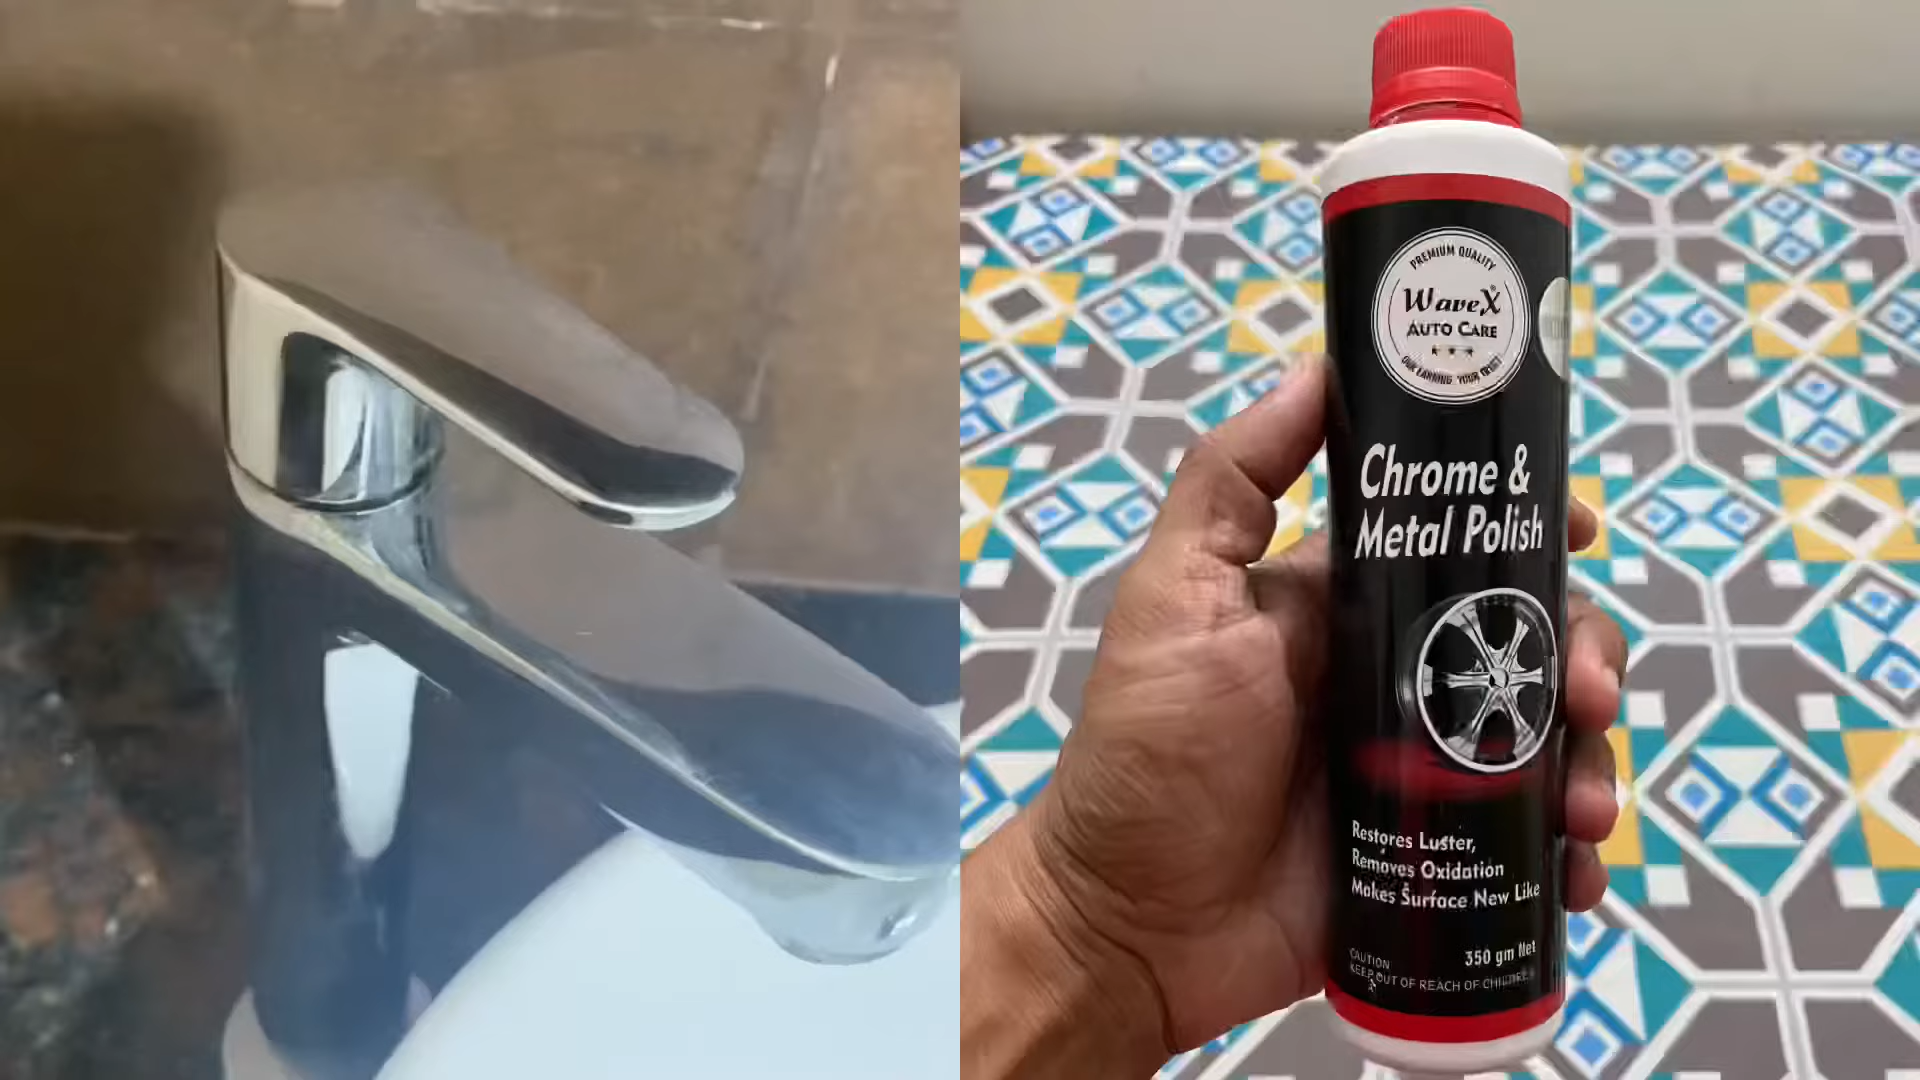 PREMIUM QUALITY
WaveX®
AUTO CARE
Chrome &
Metal Polish
Restores Luster,
Removes Oxidation
Makes Surface New Like
350 gm Net
CAUTION
KEEP OUT OF REACH OF CHILDREN